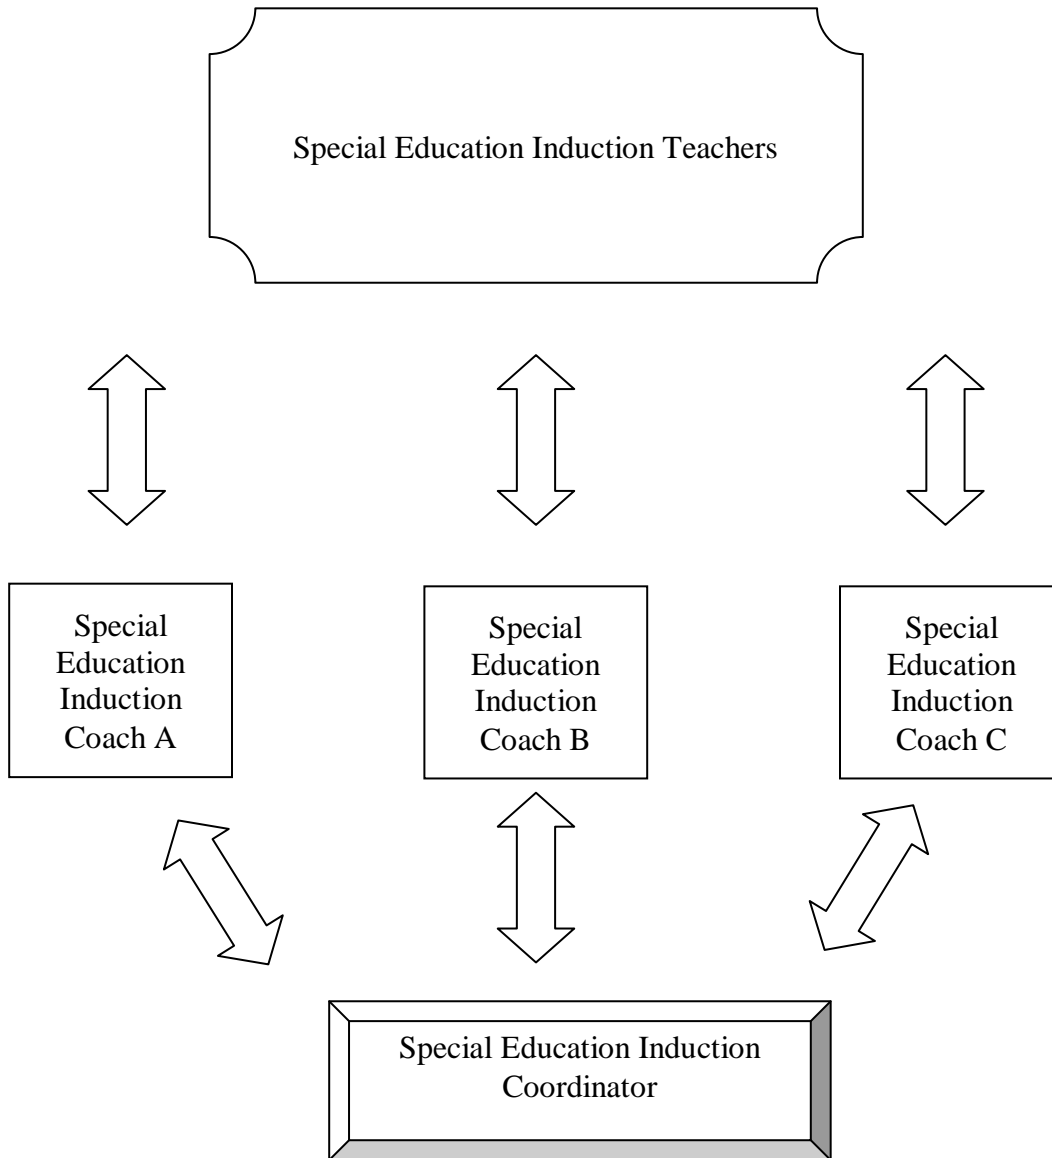 Special Education Induction Teachers
Special
Education
Induction
Coach A
Special
Education
Induction
Coach B
Special
Education
Induction
Coach C
Special Education Induction
Coordinator